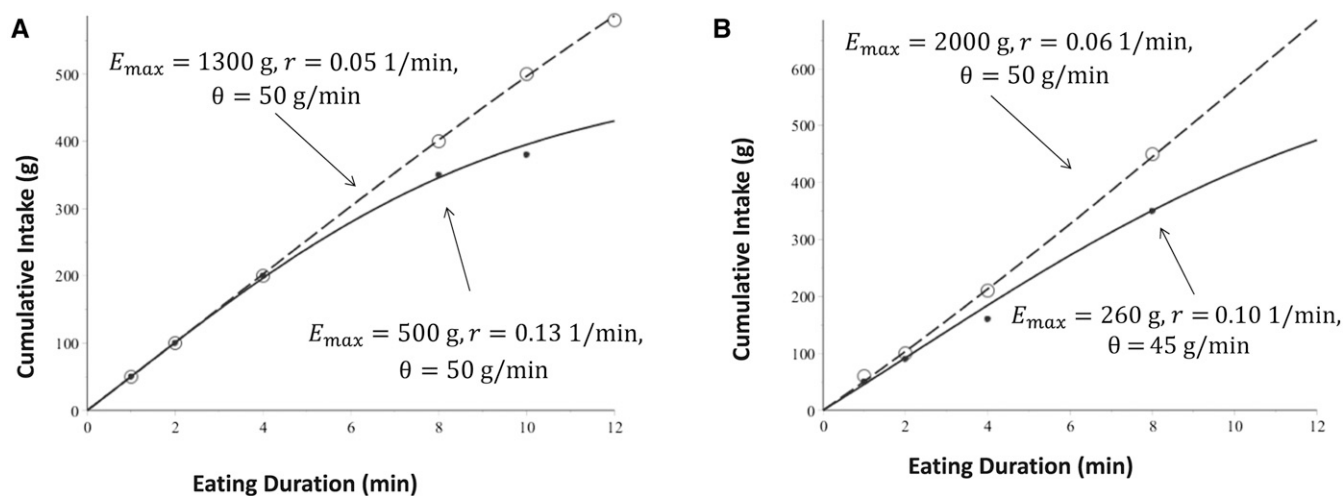 A
Cumulative Intake (g)
500
400
300
200
100
0
E_max = 1300 g, r = 0.05 1/min,
θ = 50 g/min
E_max = 500 g, r = 0.13 1/min,
θ = 50 g/min
0 2 4 6 8 10 12
Eating Duration (min)
B
Cumulative Intake (g)
600
500
400
300
200
100
0
E_max = 2000 g, r = 0.06 1/min,
θ = 50 g/min
E_max = 260 g, r = 0.10 1/min,
θ = 45 g/min
0 2 4 6 8 10 12
Eating Duration (min)